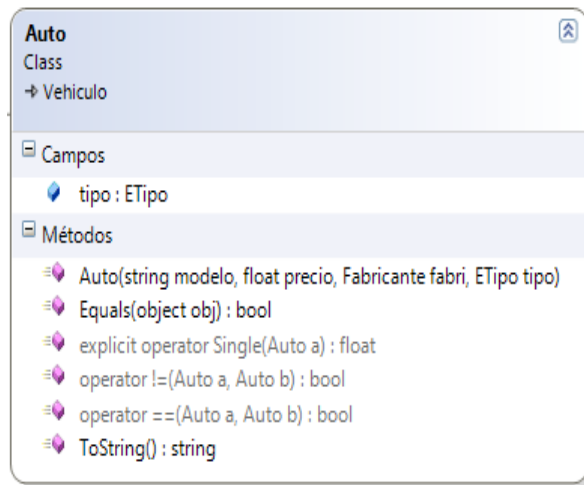 Auto
Class
Vehiculo
Campos
tipo : ETipo
Métodos
Auto(string modelo, float precio, Fabricante fabri, ETipo tipo)
Equals(object obj) : bool
explicit operator Single(Auto a) : float
operator !=(Auto a, Auto b) : bool
operator ==(Auto a, Auto b) : bool
ToString() : string